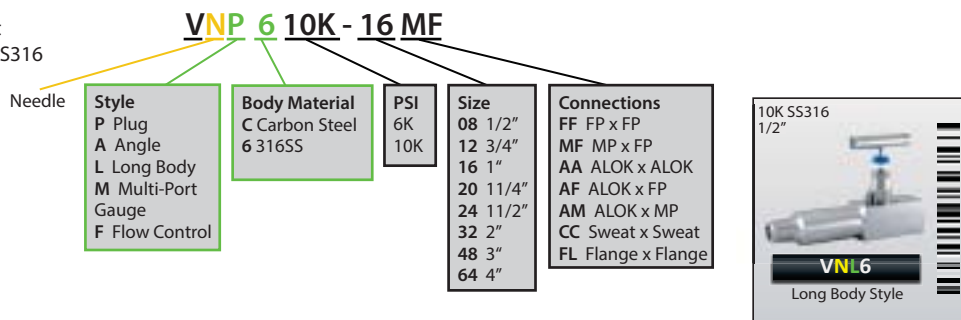 VNP 6 10K - 16 MF
S316
Needle
Style
P Plug
A Angle
L Long Body
M Multi-Port
Gauge
F Flow Control
Body Material
C Carbon Steel
6 316SS
PSI
6K
10K
Size
08 1/2"
12 3/4"
16 1"
20 11/4"
24 11/2"
32 2"
48 3"
64 4"
Connections
FF FP x FP
MF MP x FP
AA ALOK x ALOK
AF ALOK x FP
AM ALOK x MP
CC Sweat x Sweat
FL Flange x Flange
10K SS316
1/2"
VNL6
Long Body Style